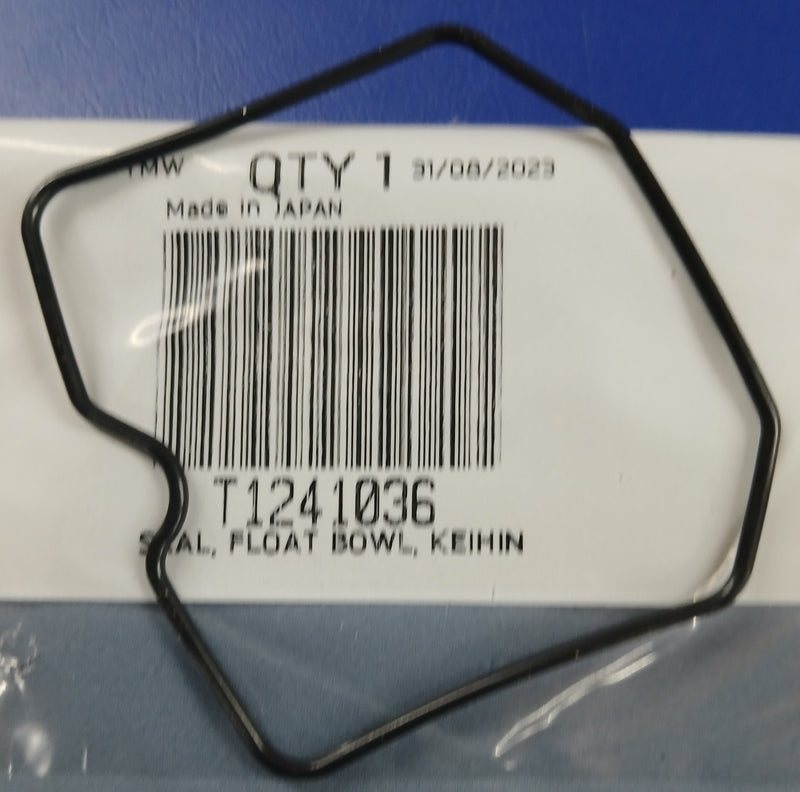 TMW QTY 1 31/08/2023
Made in JAPAN
T1241036
SEAL, FLOAT BOWL, KEIHIN